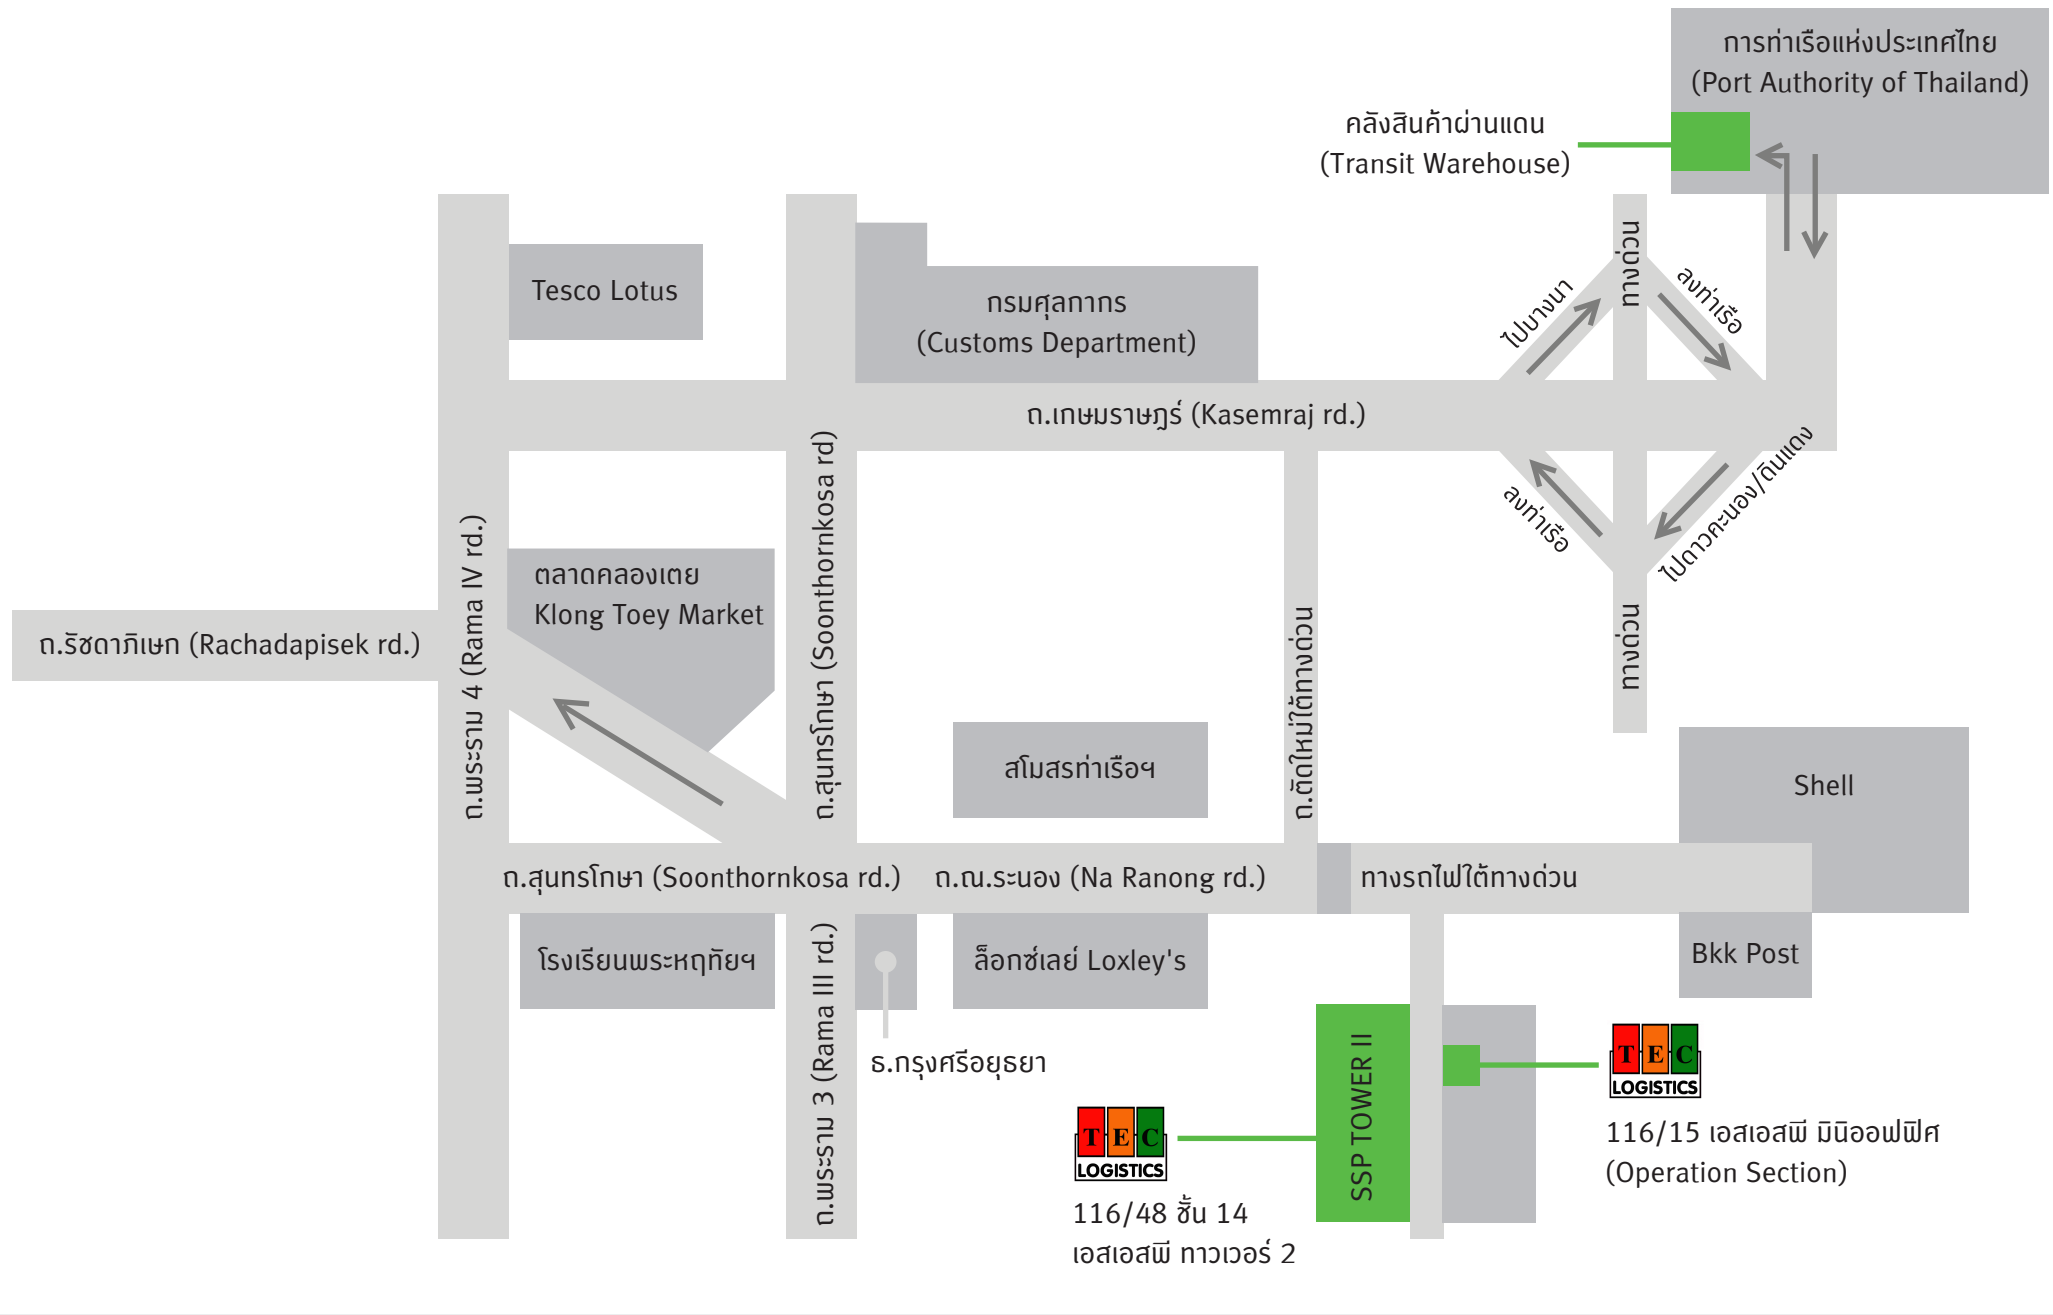 การท่าเรือแห่งประเทศไทย
(Port Authority of Thailand)
คลังสินค้าผ่านแดน
(Transit Warehouse)
Tesco Lotus
กรมศุลกากร
(Customs Department)
ทางด่วน
ไปบางนา
ลงท่าเรือ
ถ.เกษมราษฎร์ (Kasemraj rd.)
ลงท่าเรือ
ไปดาวคะนอง/ดินแดง
ทางด่วน
ถ.พระราม 4 (Rama IV rd.)
ถ.สุนทรโกษา (Soonthornkosa rd)
ตลาดคลองเตย
Klong Toey Market
ถ.รัชดาภิเษก (Rachadapisek rd.)
ถ.ตัดใหม่ใต้ทางด่วน
สโมสรท่าเรือฯ
Shell
ถ.สุนทรโกษา (Soonthornkosa rd.)
ถ.ณ.ระนอง (Na Ranong rd.)
ทางรถไฟใต้ทางด่วน
โรงเรียนพระหฤทัยฯ
ถ.พระราม 3 (Rama III rd.)
ล็อกซ์เลย์ Loxley's
Bkk Post
ธ.กรุงศรีอยุธยา
SSP TOWER II
TEC
LOGISTICS
116/15 เอสเอสพี มินิออฟฟิศ
(Operation Section)
TEC
LOGISTICS
116/48 ชั้น 14
เอสเอสพี ทาวเวอร์ 2